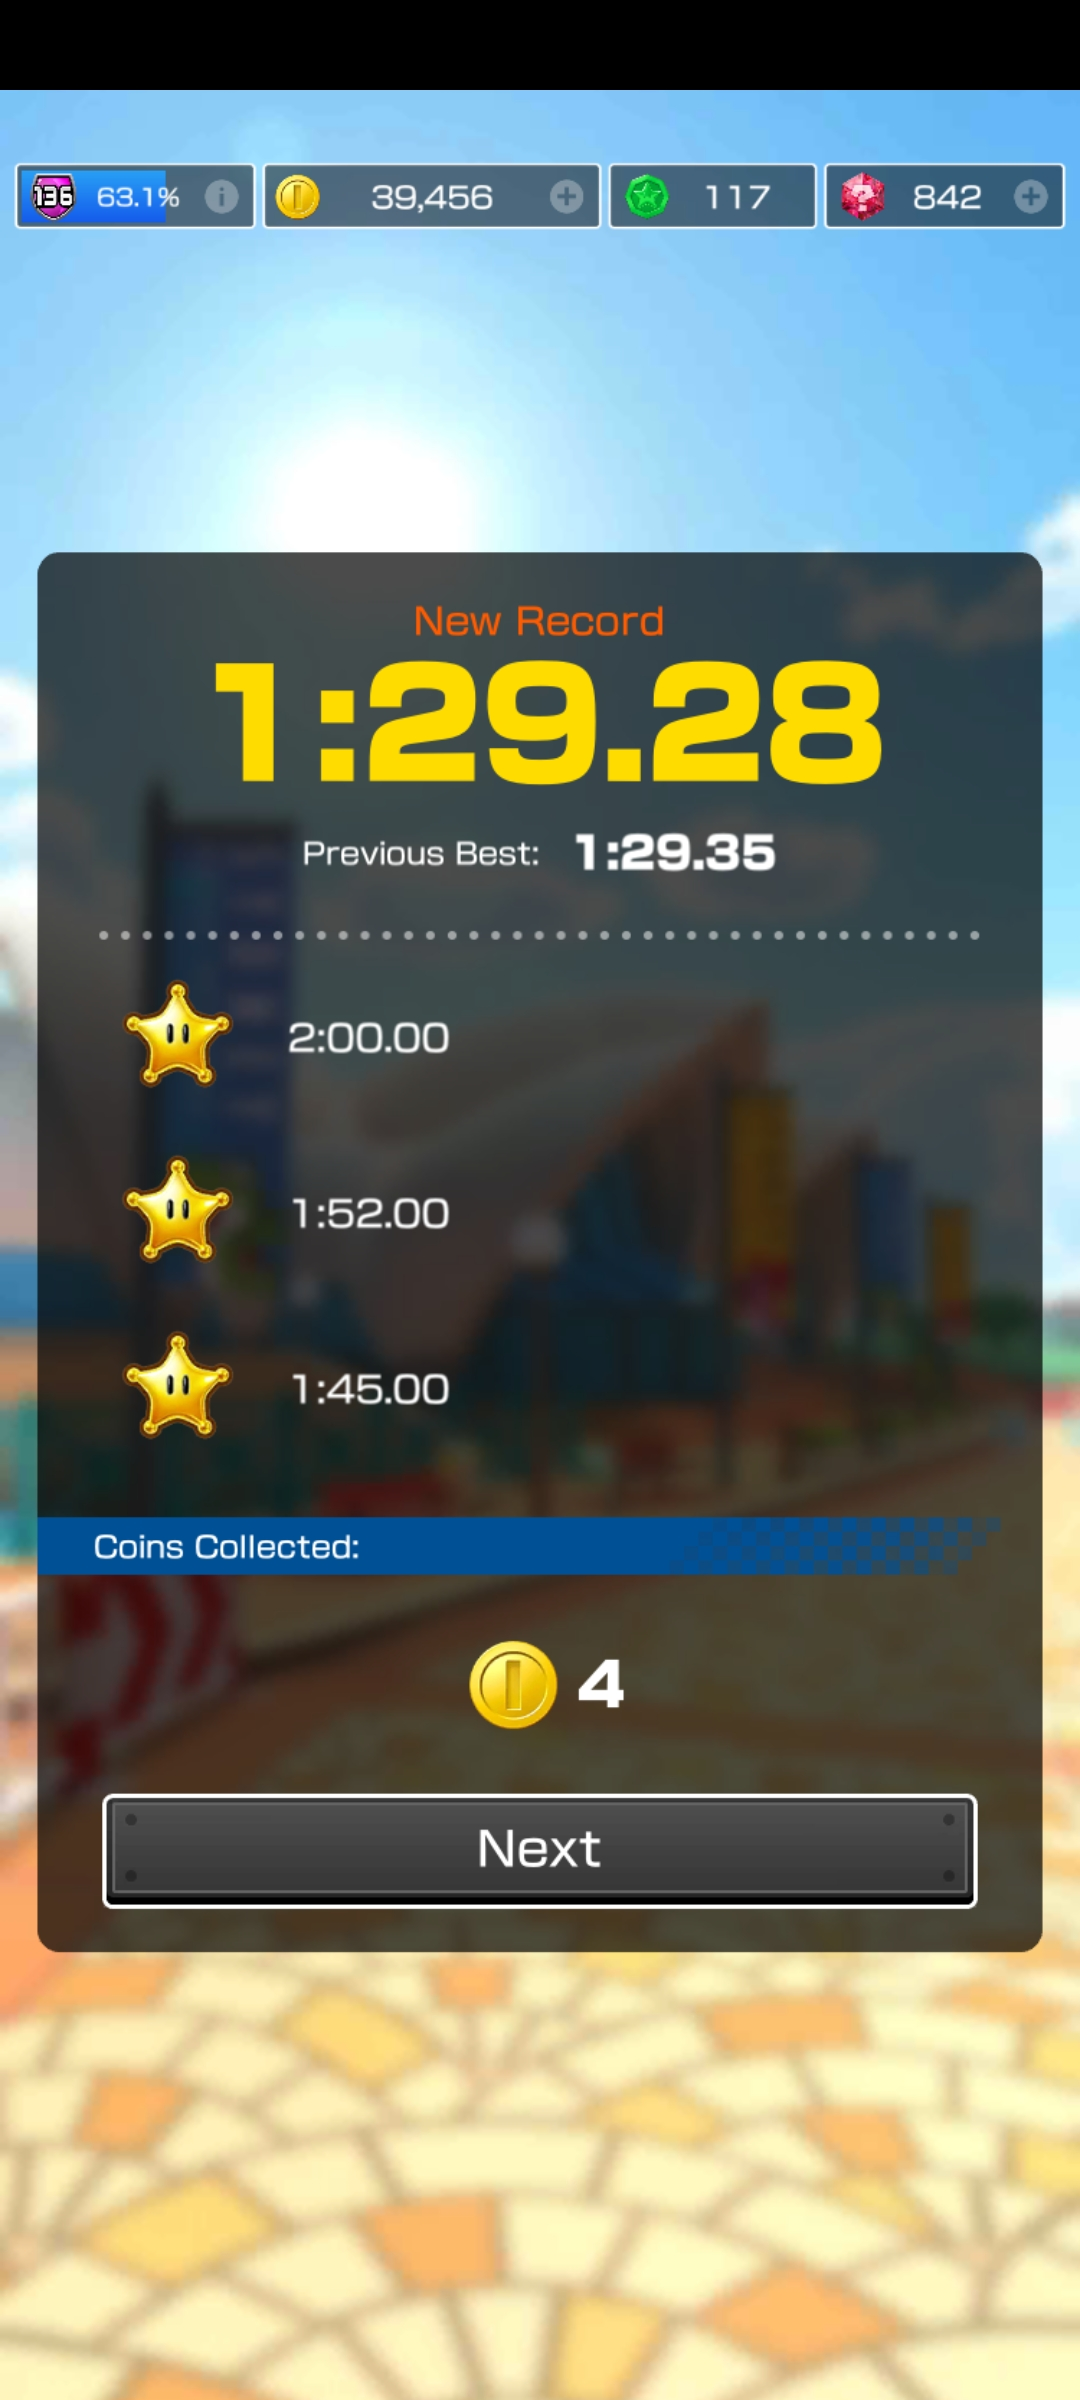 136 63.1% i 39,456 + 117 ? 842 +
New Record
1:29.28
Previous Best: 1:29.35
2:00.00
1:52.00
1:45.00
Coins Collected:
4
Next